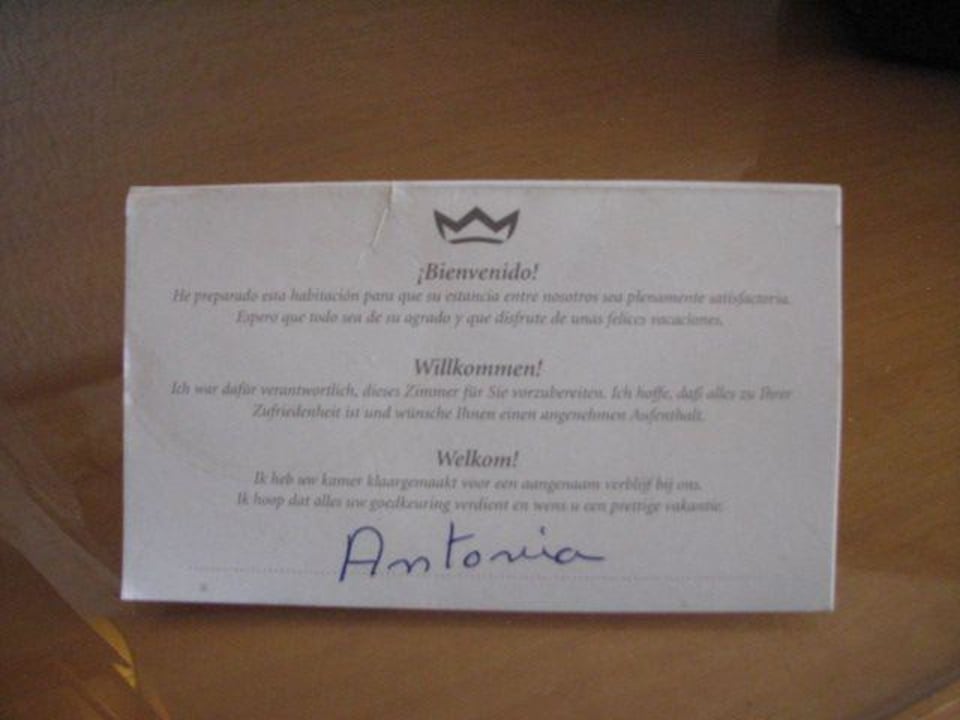 ¡Bienvenido!
He preparado esta habitación para que su estancia entre nosotros sea plenamente satisfactoria.
Espero que todo sea de su agrado y que disfrute de unas felices vacaciones.
Willkommen!
Ich war dafür verantwortlich, dieses Zimmer für Sie vorzubereiten. Ich hoffe, daß alles zu Ihrer
Zufriedenheit ist und wünsche Ihnen einen angenehmen Aufenthalt.
Welkom!
Ik heb uw kamer klaargemaakt voor een aangenaam verblijf bij ons.
Ik hoop dat alles uw goedkeuring verdient en wens u een prettige vakantie.
Antonia